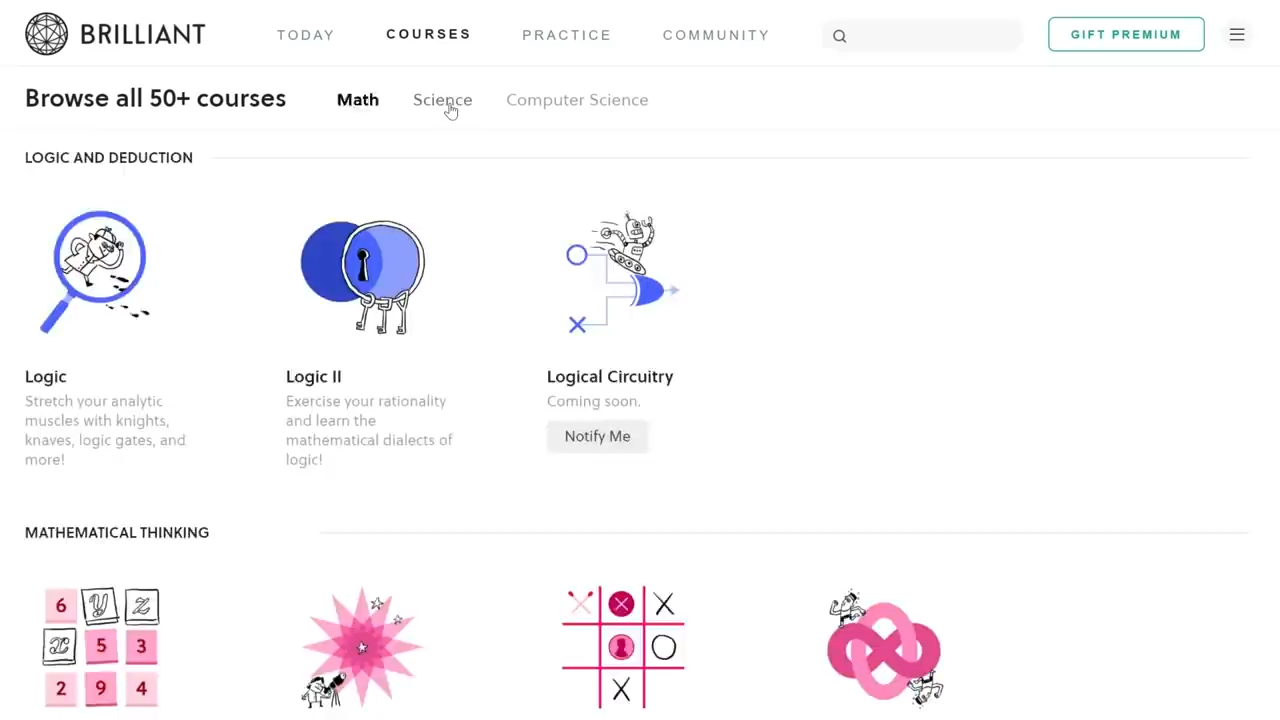 BRILLIANT
TODAY
COURSES
PRACTICE
COMMUNITY
GIFT PREMIUM
Browse all 50+ courses
Math
Science
Computer Science
LOGIC AND DEDUCTION
Logic
Stretch your analytic
muscles with knights,
knaves, logic gates, and
more!
Logic II
Exercise your rationality
and learn the
mathematical dialects of
logic!
Logical Circuitry
Coming soon.
Notify Me
MATHEMATICAL THINKING
6 Y Z
X 5 3
2 9 4